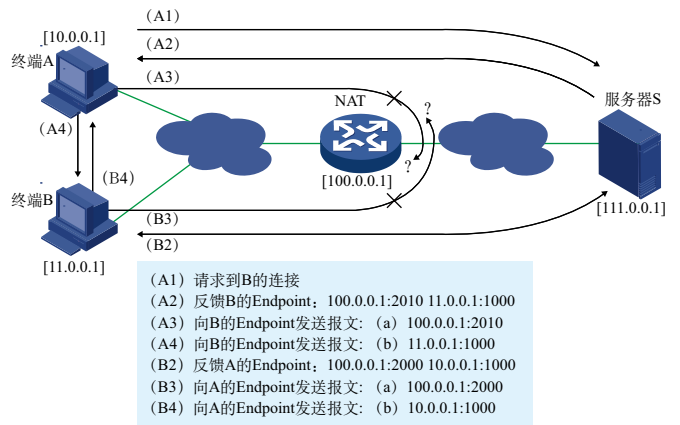 （A1）
[10.0.0.1]
（A2）
终端A
（A3）
NAT
服务器S
?
（A4）
（B4）
?
[100.0.0.1]
终端B
（B3）
[111.0.0.1]
（B2）
[11.0.0.1]
（A1）请求到B的连接
（A2）反馈B的Endpoint：100.0.0.1:2010 11.0.0.1:1000
（A3）向B的Endpoint发送报文:（a）100.0.0.1:2010
（A4）向B的Endpoint发送报文:（b）11.0.0.1:1000
（B2）反馈A的Endpoint：100.0.0.1:2000 10.0.0.1:1000
（B3）向A的Endpoint发送报文:（a）100.0.0.1:2000
（B4）向A的Endpoint发送报文:（b）10.0.0.1:1000